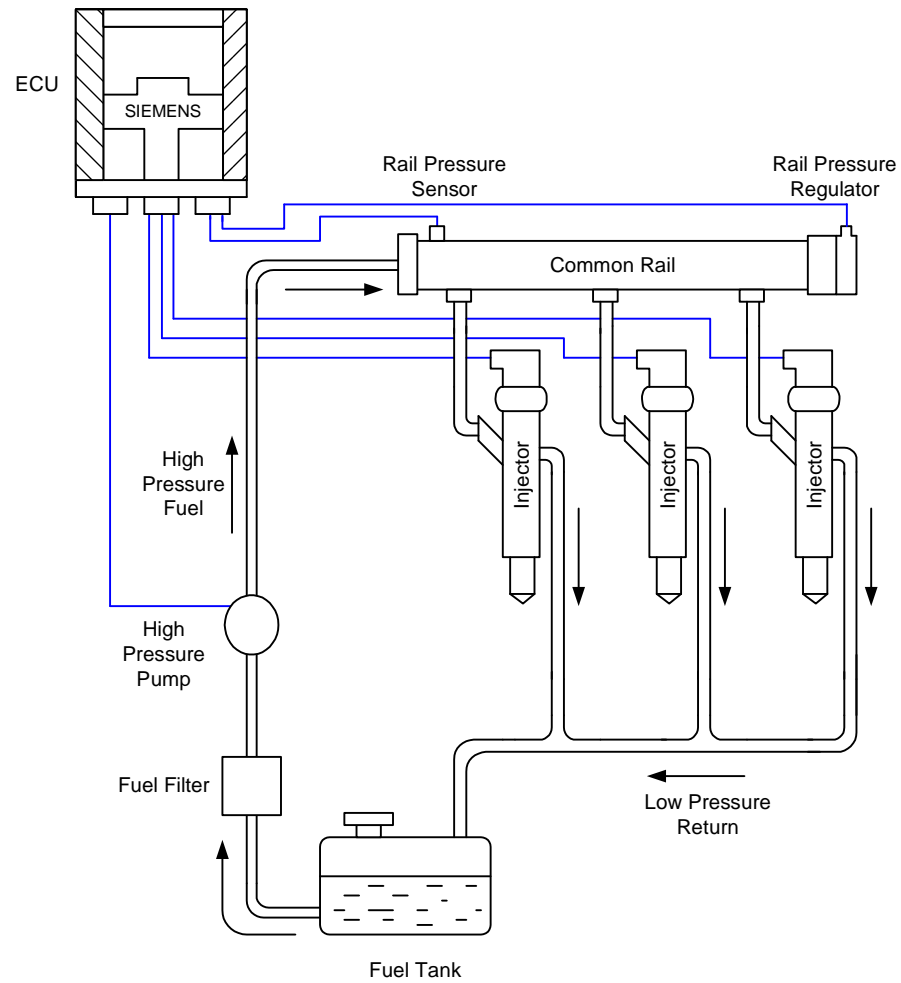 ECU
SIEMENS
Rail Pressure
Sensor
Rail Pressure
Regulator
Common Rail
Injector
Injector
Injector
High
Pressure
Fuel
High
Pressure
Pump
Fuel Filter
Low Pressure
Return
Fuel Tank